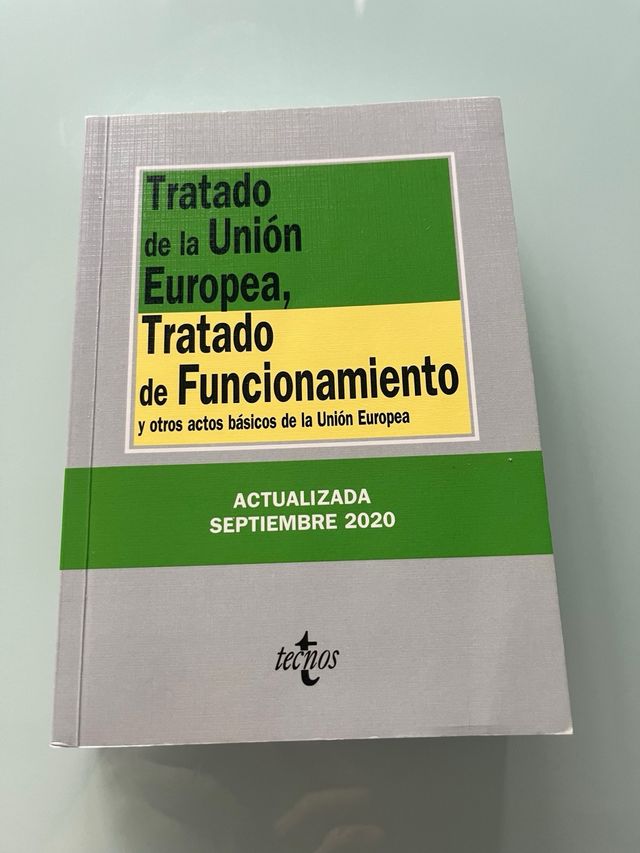 Tratado
de la Unión
Europea,
Tratado
de Funcionamiento
y otros actos básicos de la Unión Europea
ACTUALIZADA
SEPTIEMBRE 2020
tecnos